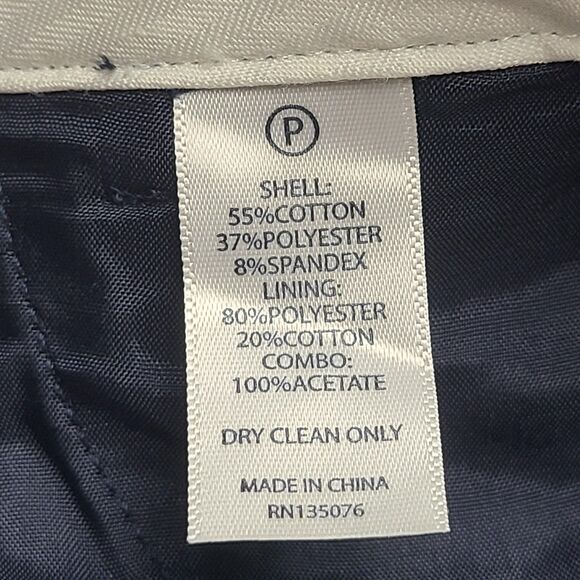 P
SHELL:
55%COTTON
37%POLYESTER
8%SPANDEX
LINING:
80%POLYESTER
20%COTTON
COMBO:
100%ACETATE
DRY CLEAN ONLY
MADE IN CHINA
RN135076